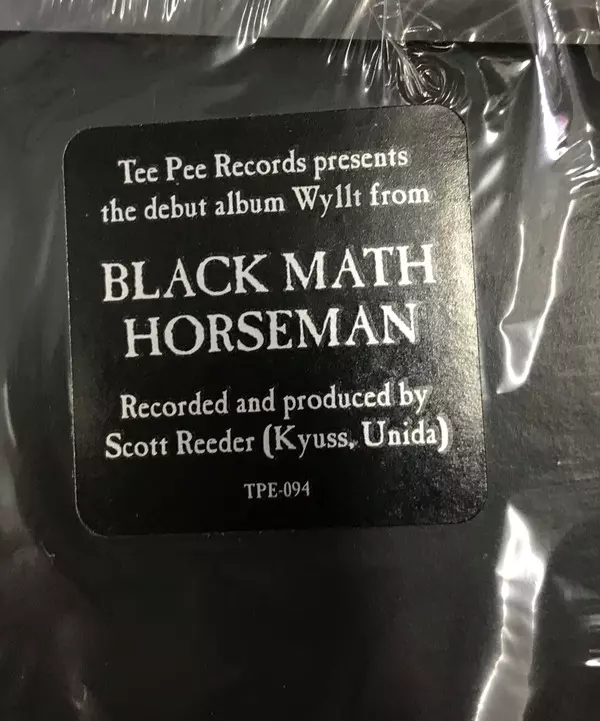 Tee Pee Records presents
the debut album Wyllt from
BLACK MATH
HORSEMAN
Recorded and produced by
Scott Reeder (Kyuss, Unida)
TPE-094